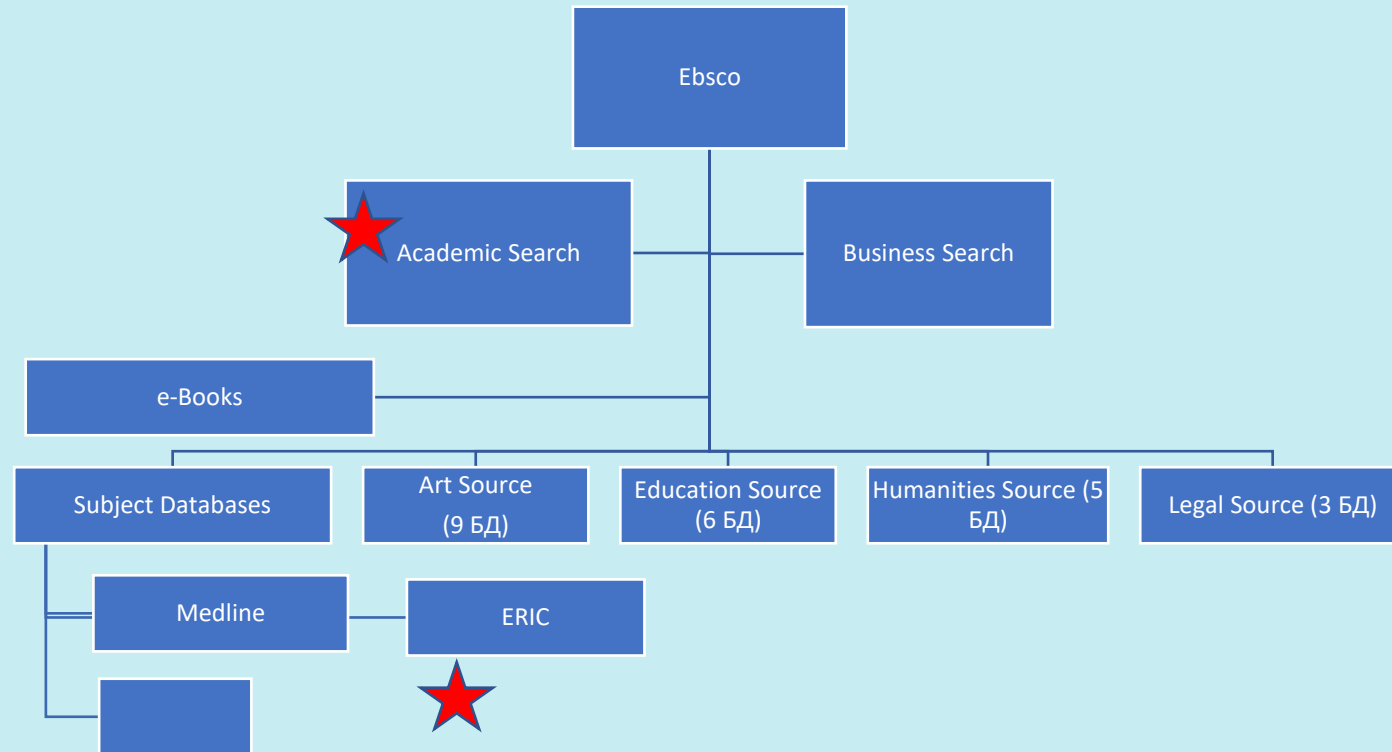 Ebsco
Academic Search
Business Search
e-Books
Subject Databases
Art Source
(9 БД)
Education Source
(6 БД)
Humanities Source (5
БД)
Legal Source (3 БД)
Medline
ERIC